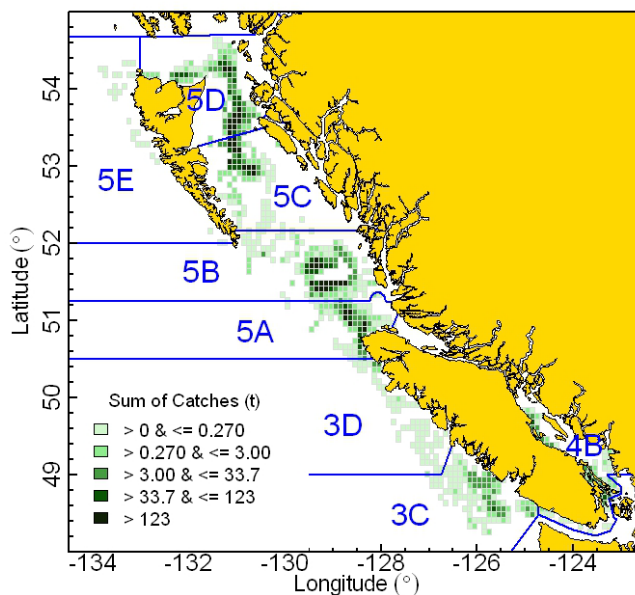 54
53
52
51
50
49
Latitude (°)
5D
5E
5C
5B
5A
3D
4B
3C
Sum of Catches (t)
> 0 & <= 0.270
> 0.270 & <= 3.00
> 3.00 & <= 33.7
> 33.7 & <= 123
> 123
-134 -132 -130 -128 -126 -124
Longitude (°)